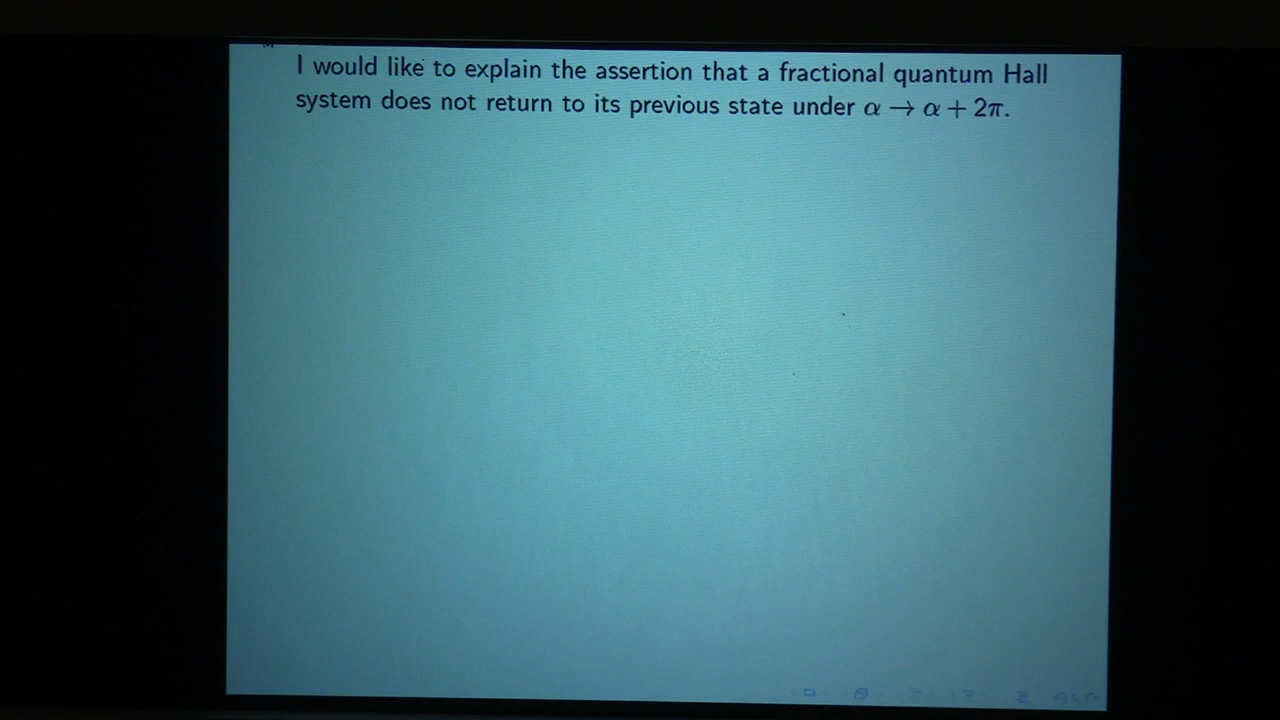 I would like to explain the assertion that a fractional quantum Hall
system does not return to its previous state under α → α + 2π.